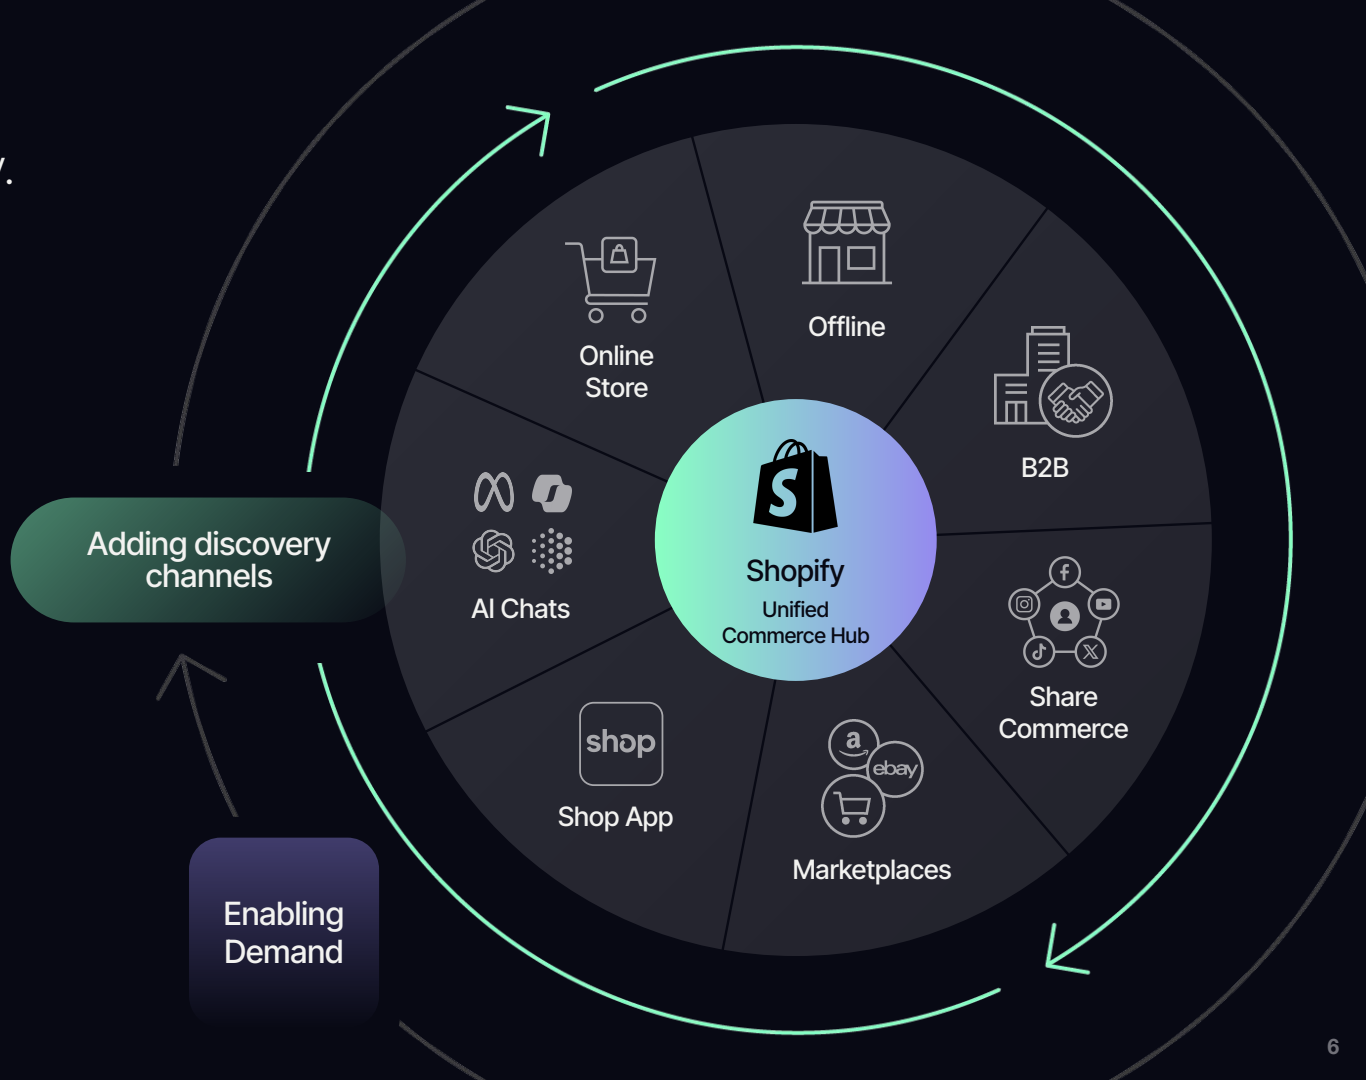 Offline
Online
Store
B2B
Adding discovery
channels
AI Chats
Shopify
Unified
Commerce Hub
Share
Commerce
shop
Shop App
a
ebay
Marketplaces
Enabling
Demand
6